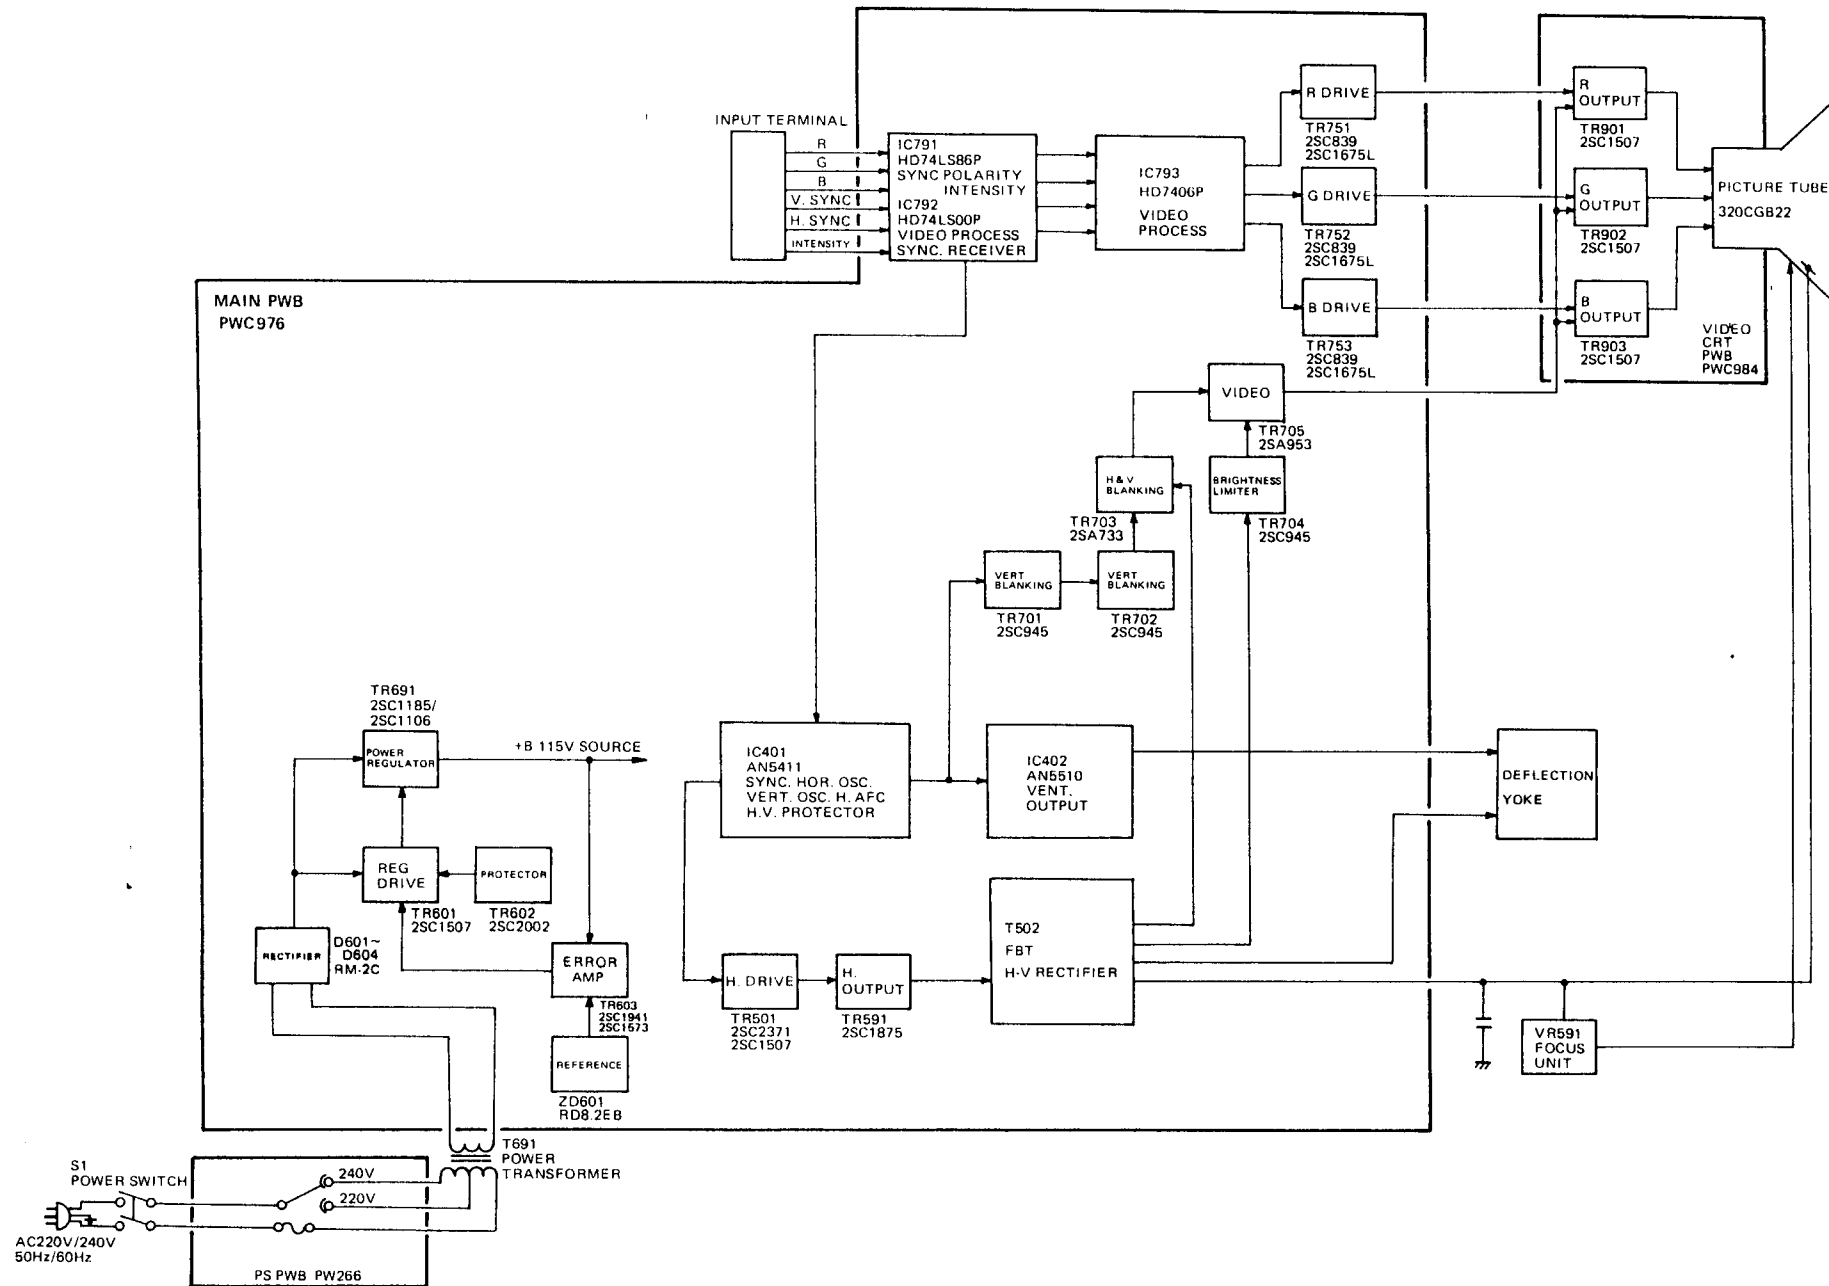 INPUT TERMINAL
R
G
B
V. SYNC
H. SYNC
INTENSITY
IC791
HD74LS86P
SYNC POLARITY
INTENSITY
IC792
HD74LS00P
VIDEO PROCESS
SYNC. RECEIVER
IC793
HD7406P
VIDEO
PROCESS
R DRIVE
TR751
2SC839
2SC1675L
G DRIVE
TR752
2SC839
2SC1675L
B DRIVE
TR753
2SC839
2SC1675L
R
OUTPUT
TR901
2SC1507
G
OUTPUT
TR902
2SC1507
B
OUTPUT
TR903
2SC1507
PICTURE TUBE
320CGB22
VIDEO
CRT
PWB
PWC984
MAIN PWB
PWC976
VIDEO
TR705
2SA953
H & V
BLANKING
TR703
2SA733
BRIGHTNESS
LIMITER
TR704
2SC945
VERT
BLANKING
TR701
2SC945
VERT
BLANKING
TR702
2SC945
TR691
2SC1185/
2SC1106
POWER
REGULATOR
+B 115V SOURCE
IC401
AN5411
SYNC. HOR. OSC.
VERT. OSC. H. AFC
H.V. PROTECTOR
IC402
AN5510
VENT.
OUTPUT
DEFLECTION
YOKE
REG
DRIVE
TR601
2SC1507
PROTECTOR
TR602
2SC2002
RECTIFIER
D601~
D604
RM-2C
ERROR
AMP
TR603
2SC1941
2SC1573
REFERENCE
ZD601
RD8.2EB
H. DRIVE
TR501
2SC2371
2SC1507
H.
OUTPUT
TR591
2SC1875
T502
FBT
H-V RECTIFIER
VR591
FOCUS
UNIT
T691
POWER
TRANSFORMER
S1
POWER SWITCH
240V
220V
AC220V/240V
50Hz/60Hz
PS PWB PW266